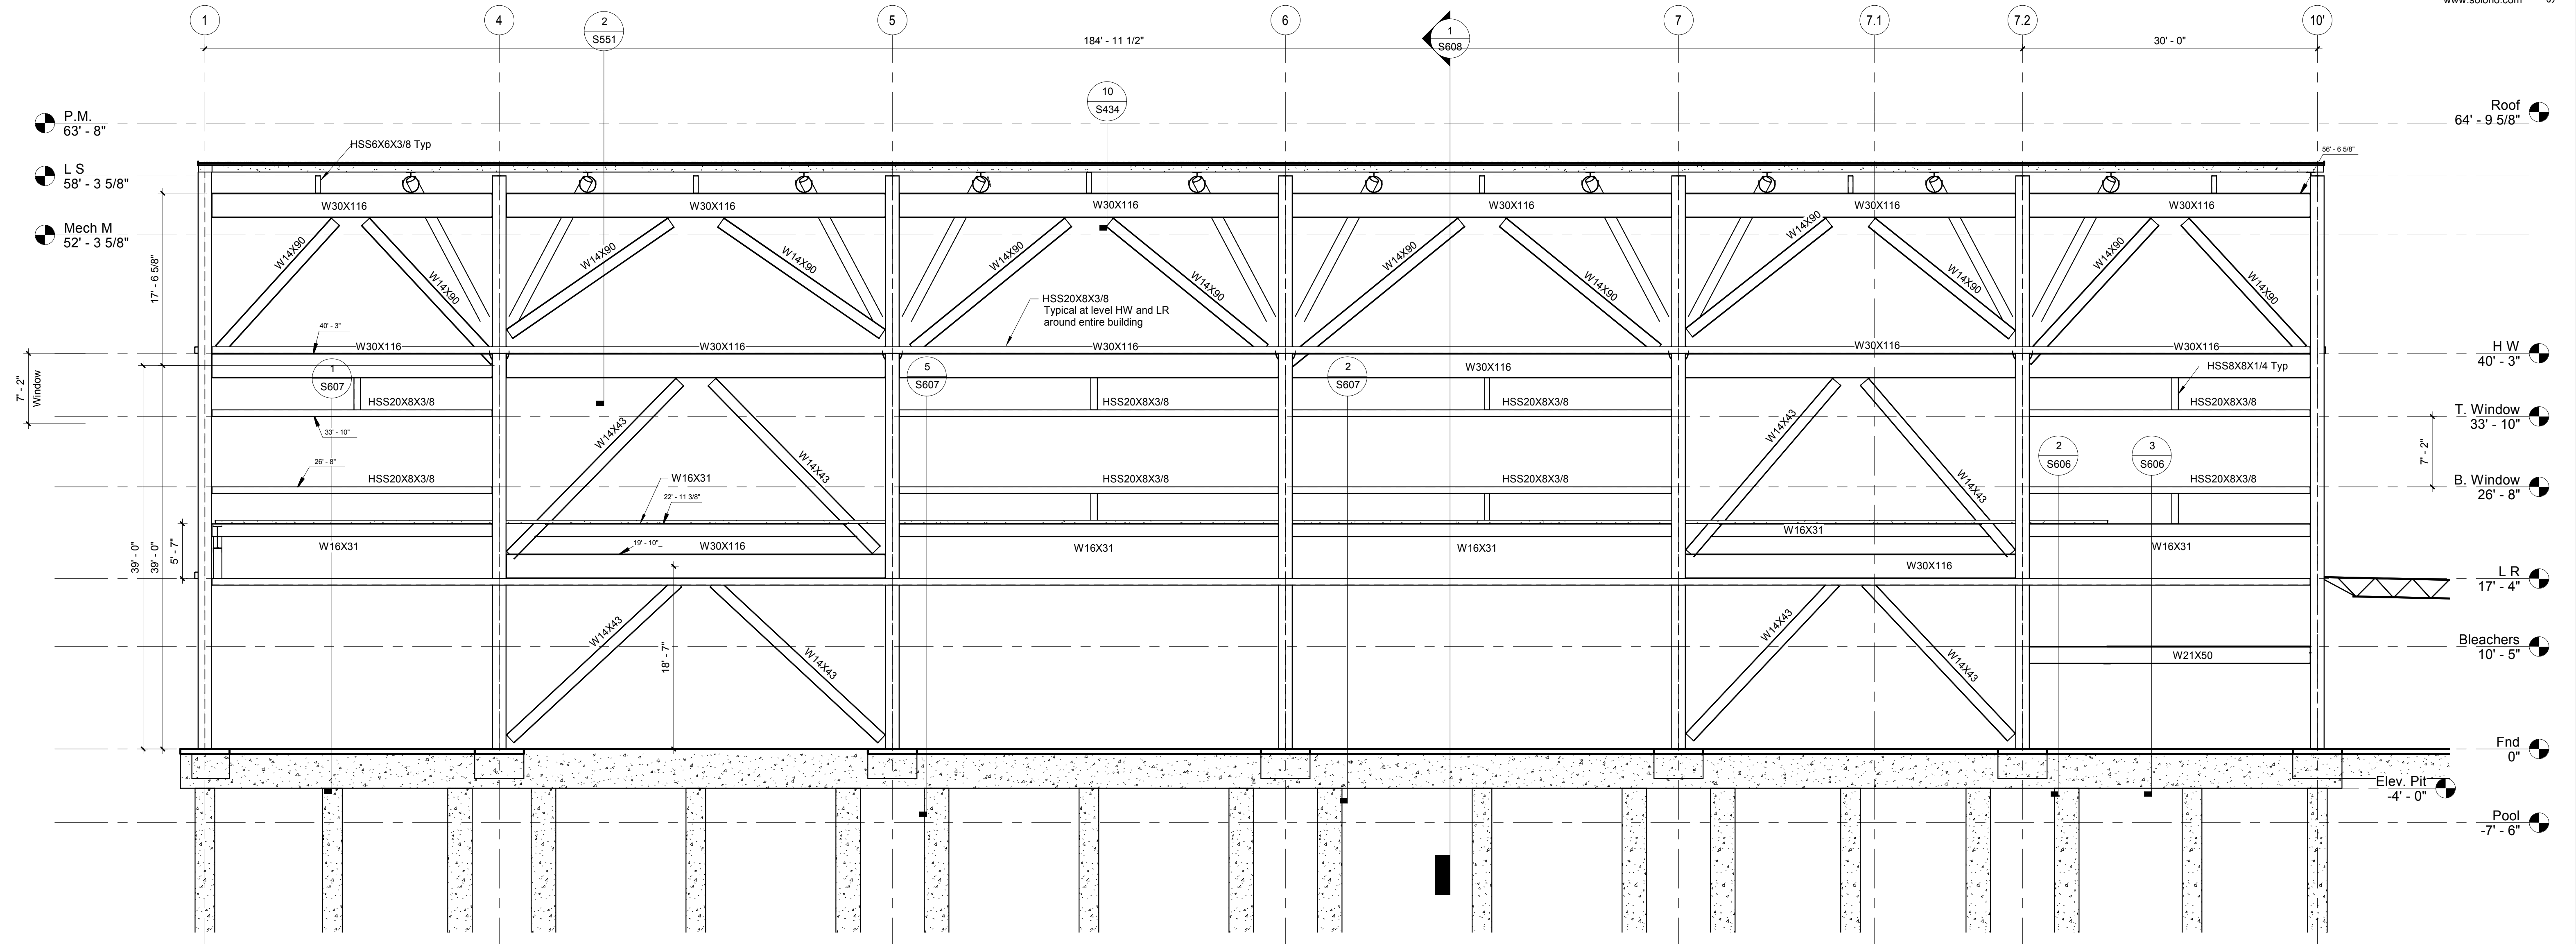 www.soloho.com
1
4
2
S551
5
6
1
S608
7
7.1
7.2
10'
184' - 11 1/2"
30' - 0"
10
S434
P.M.
63' - 8"
Roof
64' - 9 5/8"
HSS6X6X3/8 Typ
56' - 6 5/8"
L S
58' - 3 5/8"
W30X116
W30X116
W30X116
W30X116
W30X116
W30X116
Mech M
52' - 3 5/8"
W14X90
W14X90
W14X90
W14X90
W14X90
W14X90
W14X90
W14X90
W14X90
W14X90
W14X90
W14X90
17' - 6 5/8"
HSS20X8X3/8
Typical at level HW and LR
around entire building
40' - 3"
W30X116
W30X116
W30X116
W30X116
W30X116
H W
40' - 3"
7' - 2"
Window
1
S607
5
S607
2
S607
W30X116
HSS8X8X1/4 Typ
HSS20X8X3/8
HSS20X8X3/8
HSS20X8X3/8
HSS20X8X3/8
T. Window
33' - 10"
33' - 10"
W14X43
W14X43
W14X43
W14X43
7' - 2"
2
S606
3
S606
26' - 8"
HSS20X8X3/8
HSS20X8X3/8
HSS20X8X3/8
HSS20X8X3/8
B. Window
26' - 8"
W16X31
22' - 11 3/8"
39' - 0"
39' - 0"
5' - 7"
W16X31
19' - 10"
W30X116
W16X31
W16X31
W16X31
W16X31
W30X116
L R
17' - 4"
W14X43
W14X43
18' - 7"
W14X43
W14X43
Bleachers
10' - 5"
W21X50
Fnd
0"
Elev. Pit
-4' - 0"
Pool
-7' - 6"